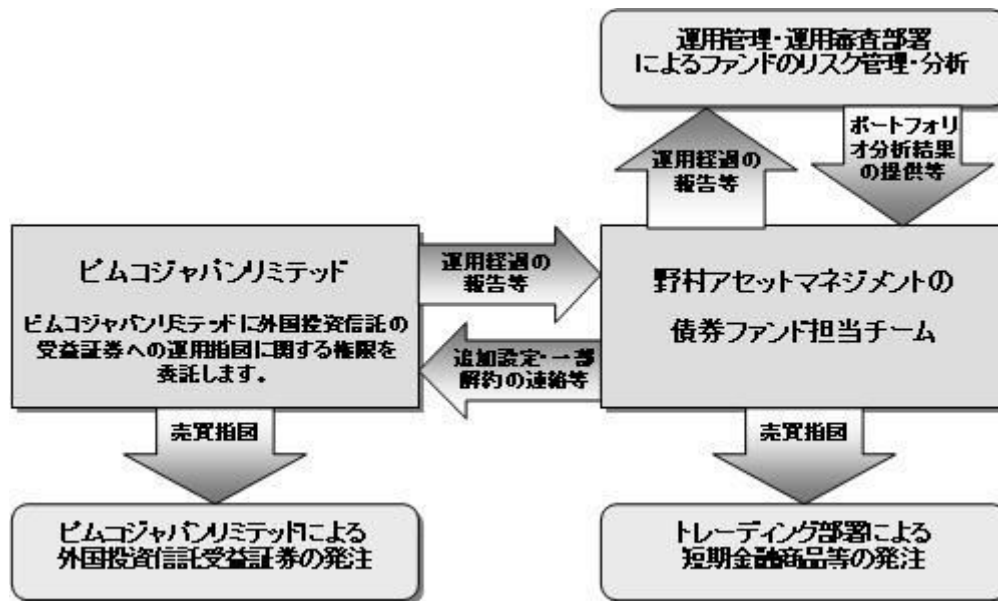 運用管理・運用審査部署
によるファンドのリスク管理・分析
運用経過の
報告等
ポートフォリ
オ分析結果
の提供等
ピムコジャパンリミテッド
ピムコジャパンリミテッドに外国投資信託の
受益証券への運用指図に関する権限を
委託します。
運用経過の
報告等
追加設定・一部
解約の連絡等
野村アセットマネジメントの
債券ファンド担当チーム
売買指図
売買指図
ピムコジャパンリミテッドによる
外国投資信託受益証券の発注
トレーディング部署による
短期金融商品等の発注